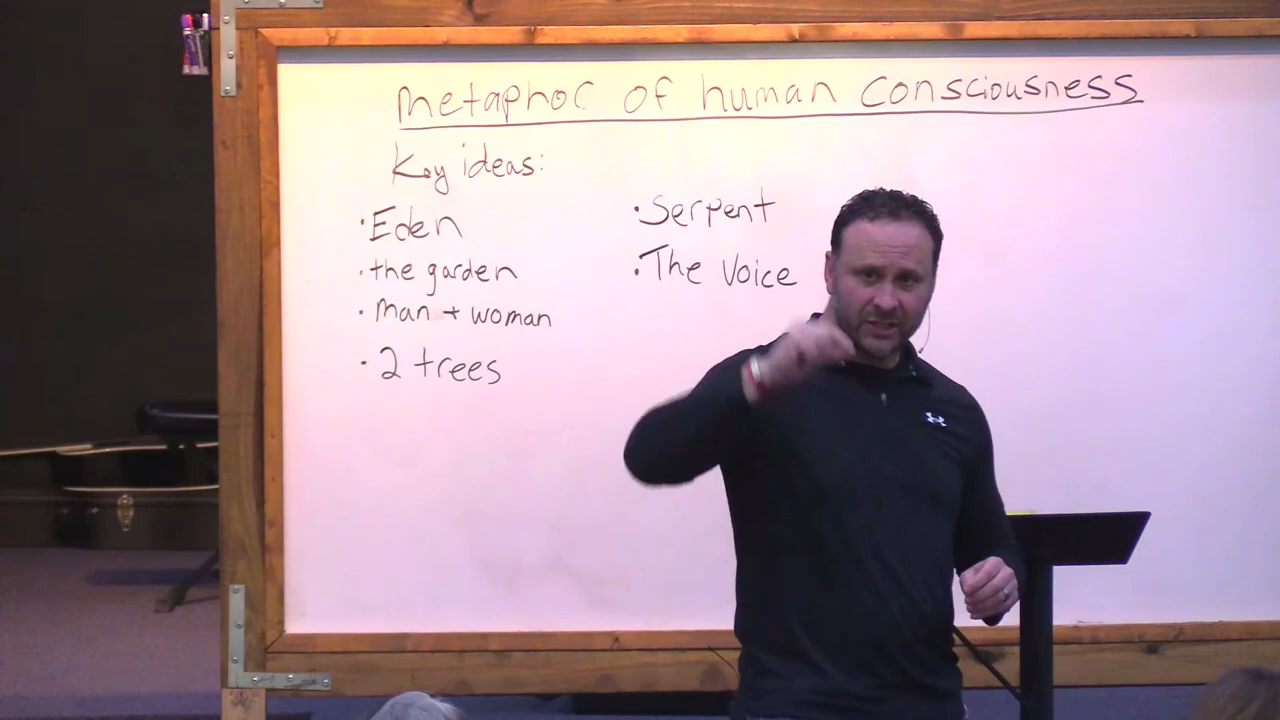 metaphor of human consciousness
Key ideas:
• Eden
• the garden
• man + woman
• 2 trees
• Serpent
• The Voice